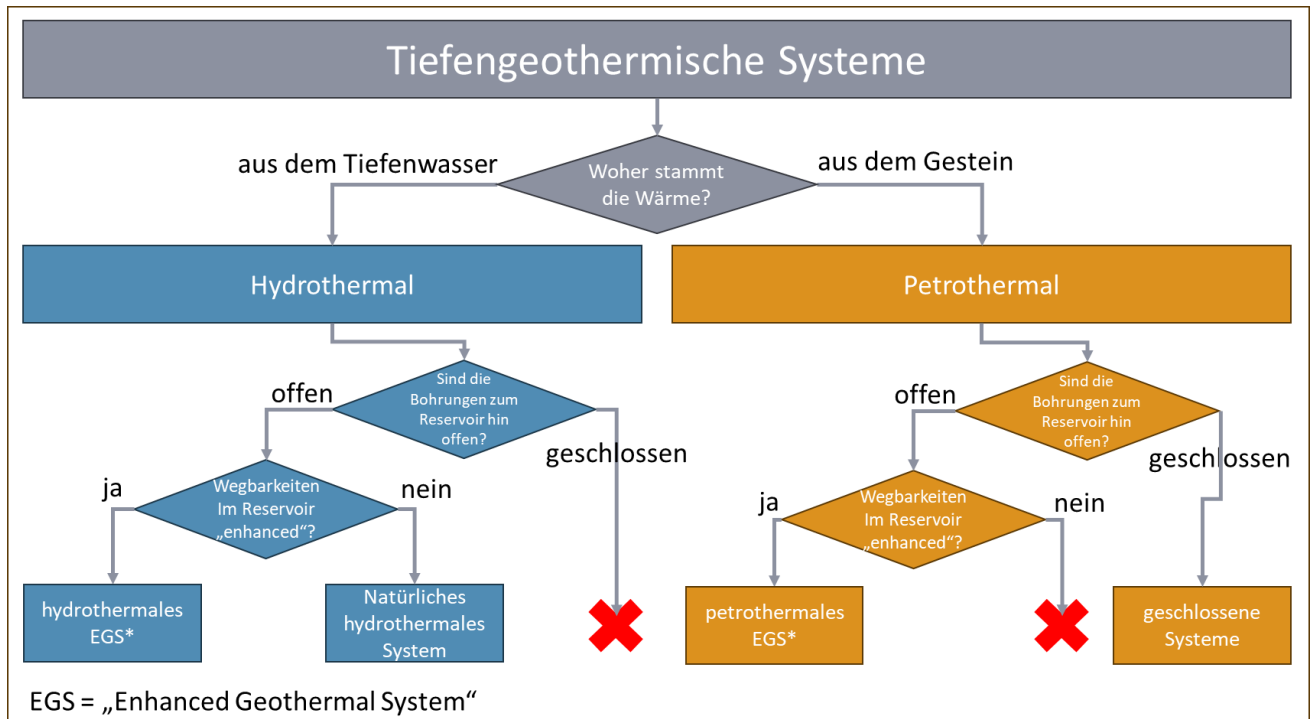 Tiefengeothermische Systeme
aus dem Tiefenwasser
Woher stammt
die Wärme?
aus dem Gestein
Hydrothermal
Petrothermal
offen
Sind die
Bohrungen zum
Reservoir hin
offen?
geschlossen
offen
Sind die
Bohrungen zum
Reservoir hin
offen?
geschlossen
ja
Wegbarkeiten
Im Reservoir
„enhanced“?
nein
ja
Wegbarkeiten
Im Reservoir
„enhanced“?
nein
hydrothermales
EGS*
Natürliches
hydrothermales
System
petrothermales
EGS*
geschlossene
Systeme
EGS = „Enhanced Geothermal System“